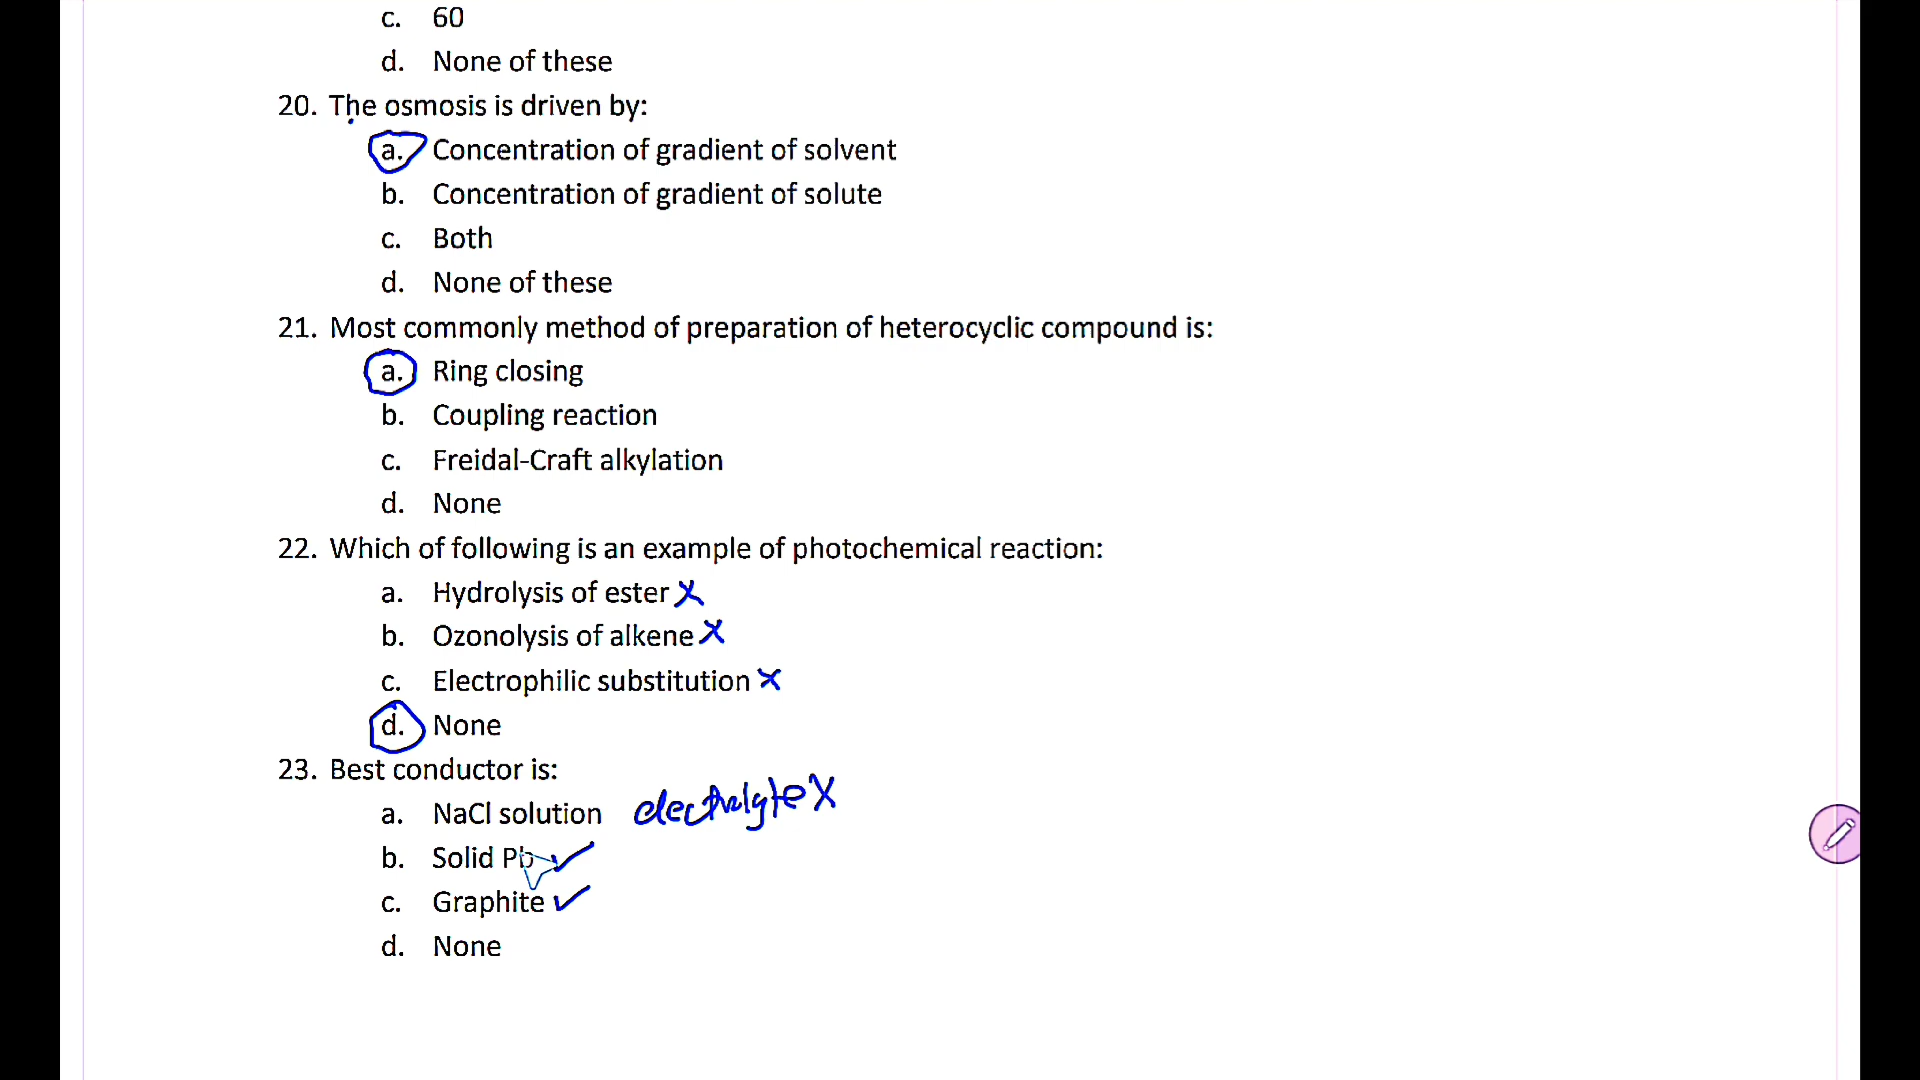 c. 60
d. None of these
20. The osmosis is driven by:
a. Concentration of gradient of solvent
b. Concentration of gradient of solute
c. Both
d. None of these
21. Most commonly method of preparation of heterocyclic compound is:
a. Ring closing
b. Coupling reaction
c. Freidal-Craft alkylation
d. None
22. Which of following is an example of photochemical reaction:
a. Hydrolysis of ester X
b. Ozonolysis of alkene X
c. Electrophilic substitution X
d. None
23. Best conductor is:
a. NaCl solution electrolyte X
b. Solid Pb ✓
c. Graphite ✓
d. None